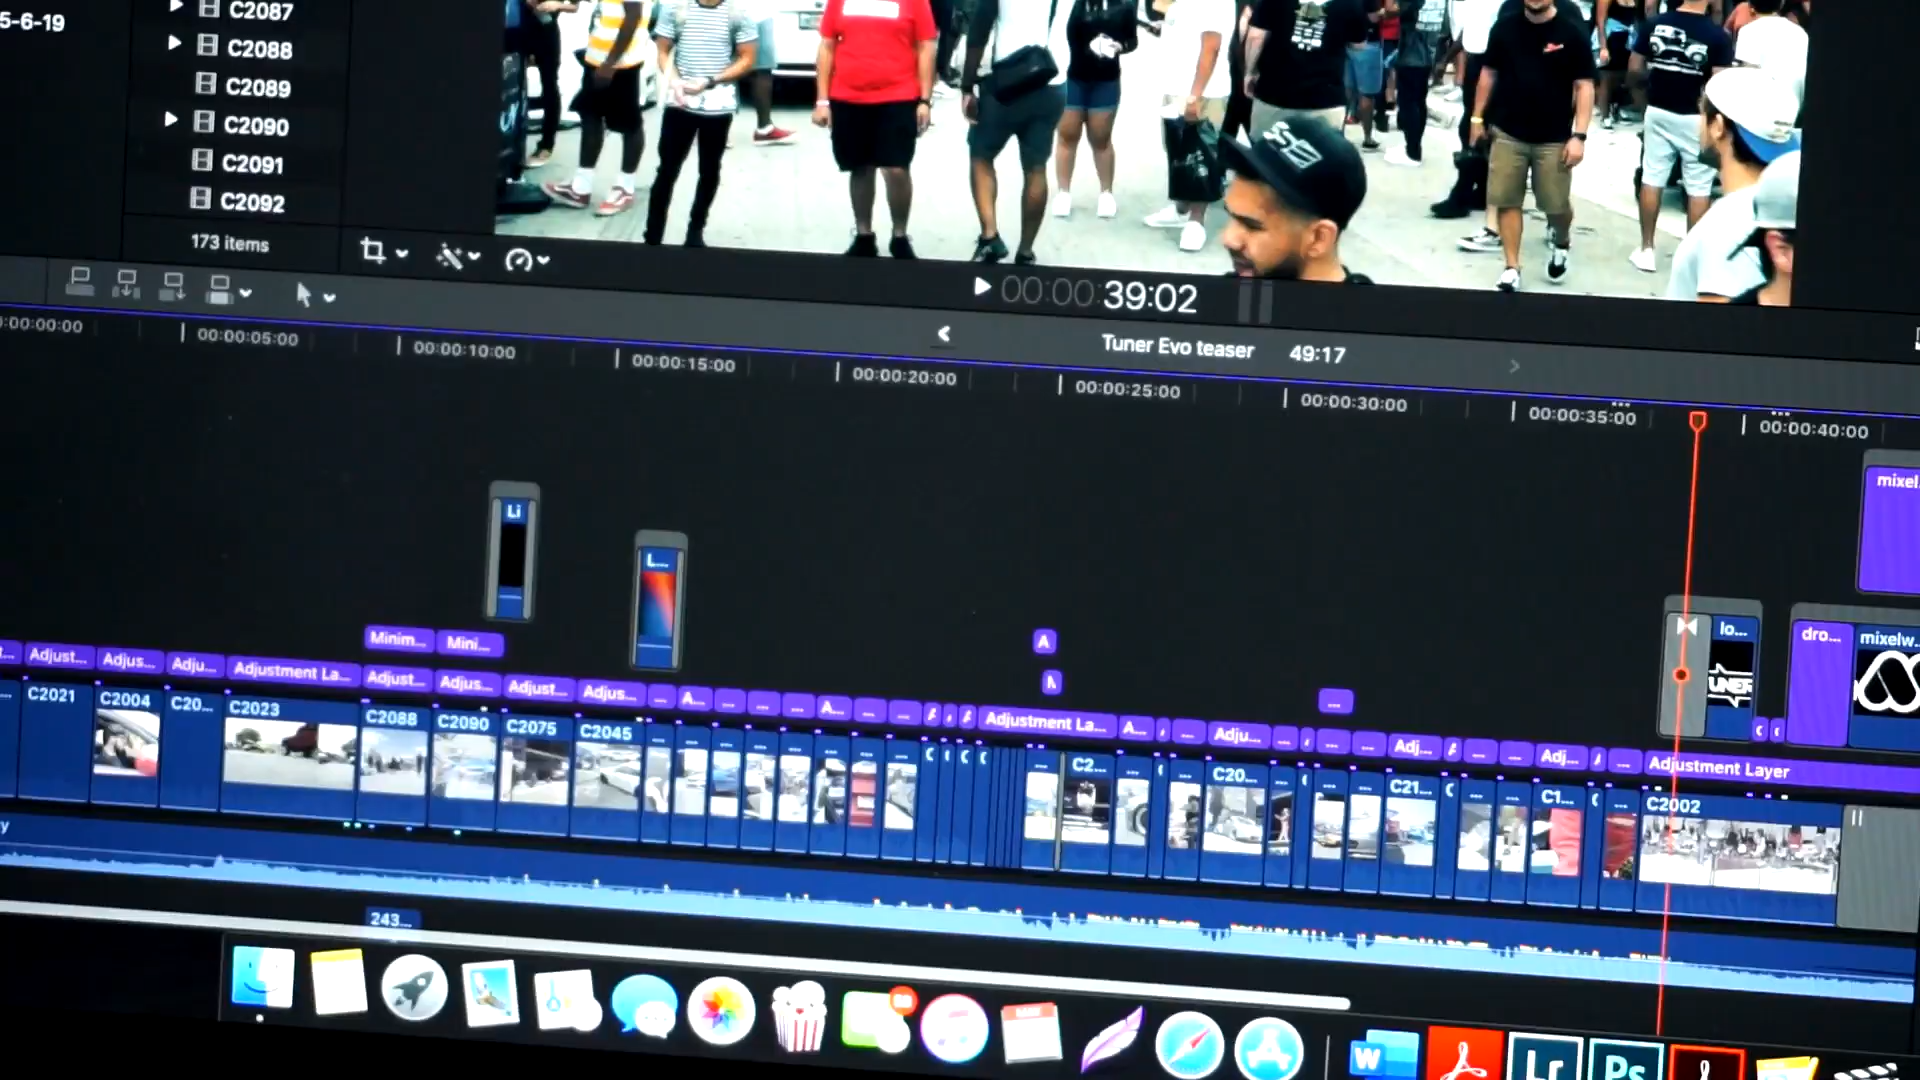 5-6-19
C2087
C2088
C2089
C2090
C2091
C2092
173 items
00:00:39:02
Tuner Evo teaser 49:17
:00:00:00
00:00:05:00
00:00:10:00
00:00:15:00
00:00:20:00
00:00:25:00
00:00:30:00
00:00:35:00
00:00:40:00
mixel
Li
L...
Minim...
Mini...
A
lo...
TUNER
dro...
mixelw...
Adjust...
Adjus...
Adju...
Adjustment La...
Adjust...
Adjus...
Adjust...
Adjus...
A...
A...
Adjustment La...
A...
Adju...
Adj...
Adj...
Adjustment Layer
C2021
C2004
C20...
C2023
C2088
C2090
C2075
C2045
C2...
C20...
C21...
C1...
C2002
y
243...
W
Lr
Ps